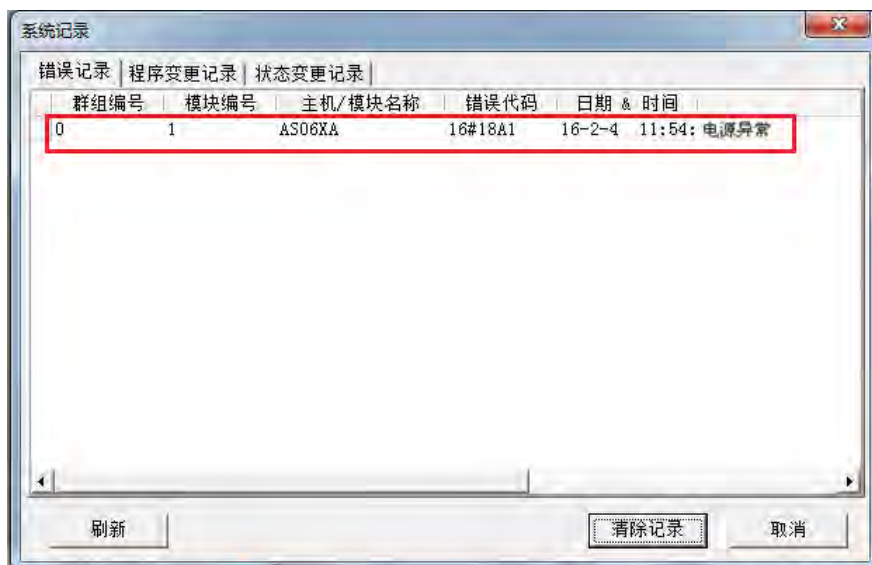 系统记录
错误记录 程序变更记录 状态变更记录
群组编号 模块编号 主机/模块名称 错误代码 日期 & 时间
0 1 AS06XA 16#18A1 16-2-4 11:54: 电源异常
刷新 清除记录 取消